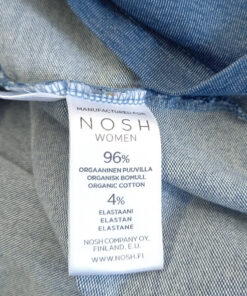 MANUFACTURED FOR
NOSH
WOMEN
96%
ORGAANINEN PUUVILLA
ORGANISK BOMULL
ORGANIC COTTON
4%
ELASTAANI
ELASTAN
ELASTANE
NOSH COMPANY OY,
FINLAND, E.U.
WWW.NOSH.FI